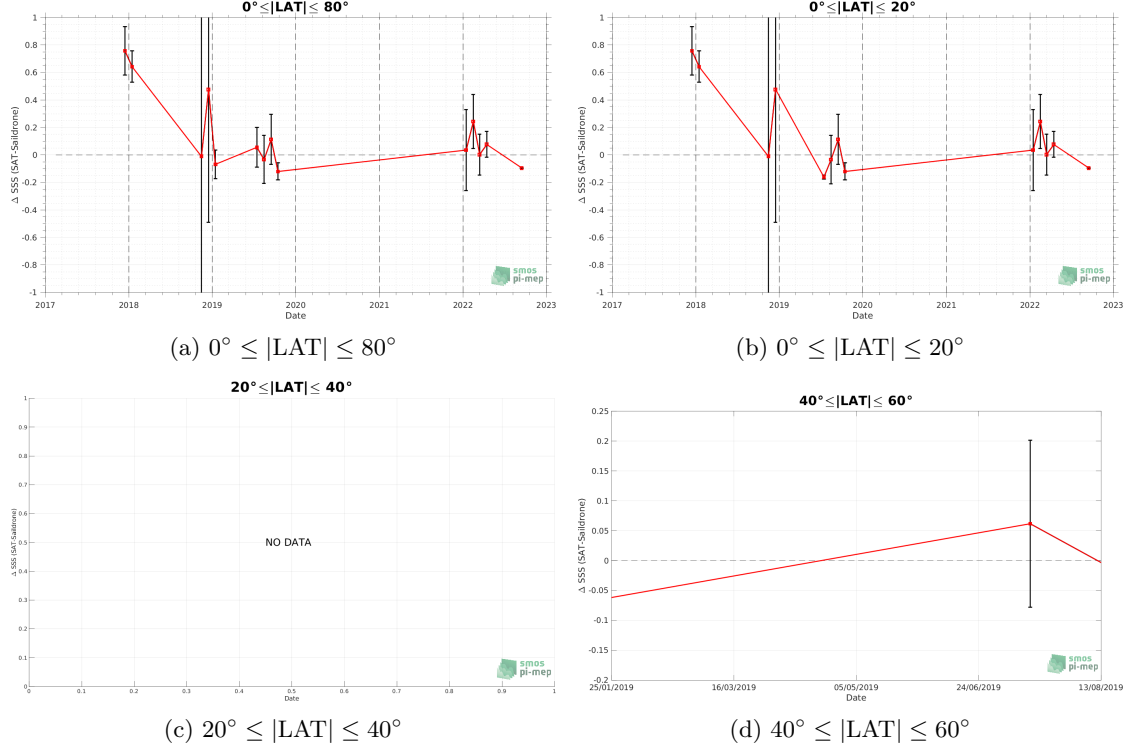 0°≤|LAT|≤ 80°
1
0.8
0.6
0.4
0.2
0
-0.2
-0.4
-0.6
-0.8
-1
Δ SSS (SAT-Saildrone)
2017 2018 2019 2020 2021 2022 2023
Date
smos
pi-mep
(a) 0° ≤ |LAT| ≤ 80°
0°≤|LAT|≤ 20°
1
0.8
0.6
0.4
0.2
0
-0.2
-0.4
-0.6
-0.8
-1
Δ SSS (SAT-Saildrone)
2017 2018 2019 2020 2021 2022 2023
Date
smos
pi-mep
(b) 0° ≤ |LAT| ≤ 20°
20°≤|LAT|≤ 40°
1
0.9
0.8
0.7
0.6
0.5
0.4
0.3
0.2
0.1
0
Δ SSS (SAT-Saildrone)
NO DATA
0 0.1 0.2 0.3 0.4 0.5 0.6 0.7 0.8 0.9 1
Date
smos
pi-mep
(c) 20° ≤ |LAT| ≤ 40°
40°≤|LAT|≤ 60°
0.25
0.2
0.15
0.1
0.05
0
-0.05
-0.1
-0.15
-0.2
Δ SSS (SAT-Saildrone)
25/01/2019 16/03/2019 05/05/2019 24/06/2019 13/08/2019
Date
smos
pi-mep
(d) 40° ≤ |LAT| ≤ 60°